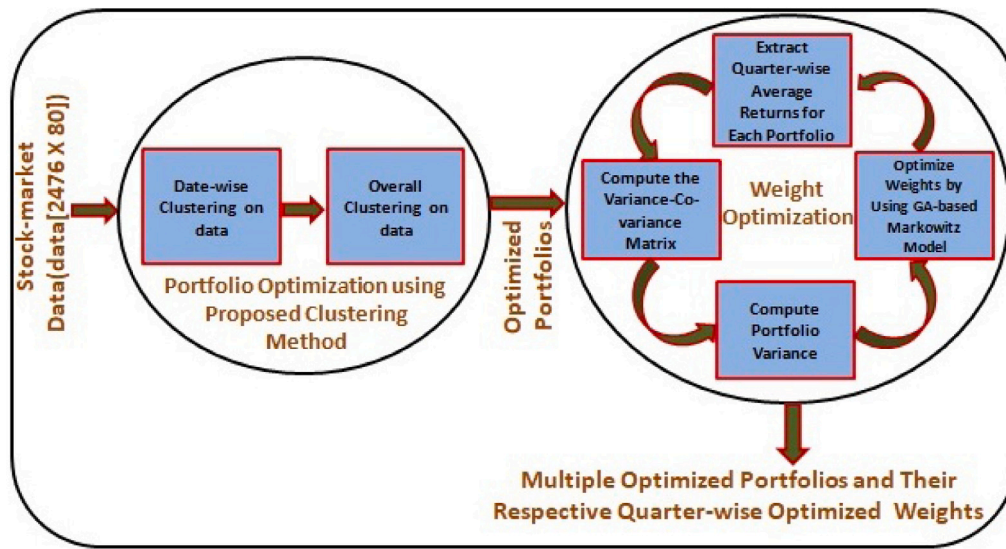 Stock-market
Data(data[2476 X 80])
Date-wise
Clustering on
data
Overall
Clustering on
data
Portfolio Optimization using
Proposed Clustering
Method
Optimized
Portfolios
Extract
Quarter-wise
Average
Returns for
Each Portfolio
Compute the
Variance-Co-
variance
Matrix
Weight
Optimization
Optimize
Weights by
Using GA-based
Markowitz
Model
Compute
Portfolio
Variance
Multiple Optimized Portfolios and Their
Respective Quarter-wise Optimized Weights